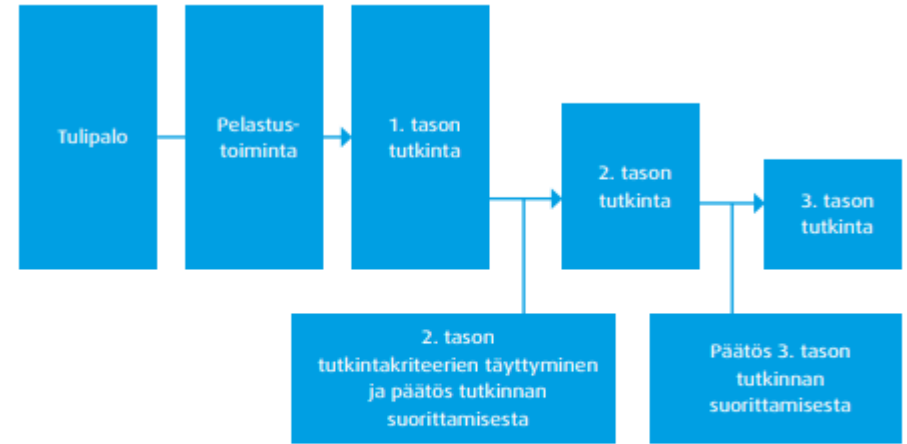 Tulipalo
Pelastus-
toiminta
1. tason
tutkinta
2. tason
tutkinta
3. tason
tutkinta
2. tason
tutkintakriteerien täyttyminen
ja päätös tutkinnan
suorittamisesta
Päätös 3. tason
tutkinnan
suorittamisesta